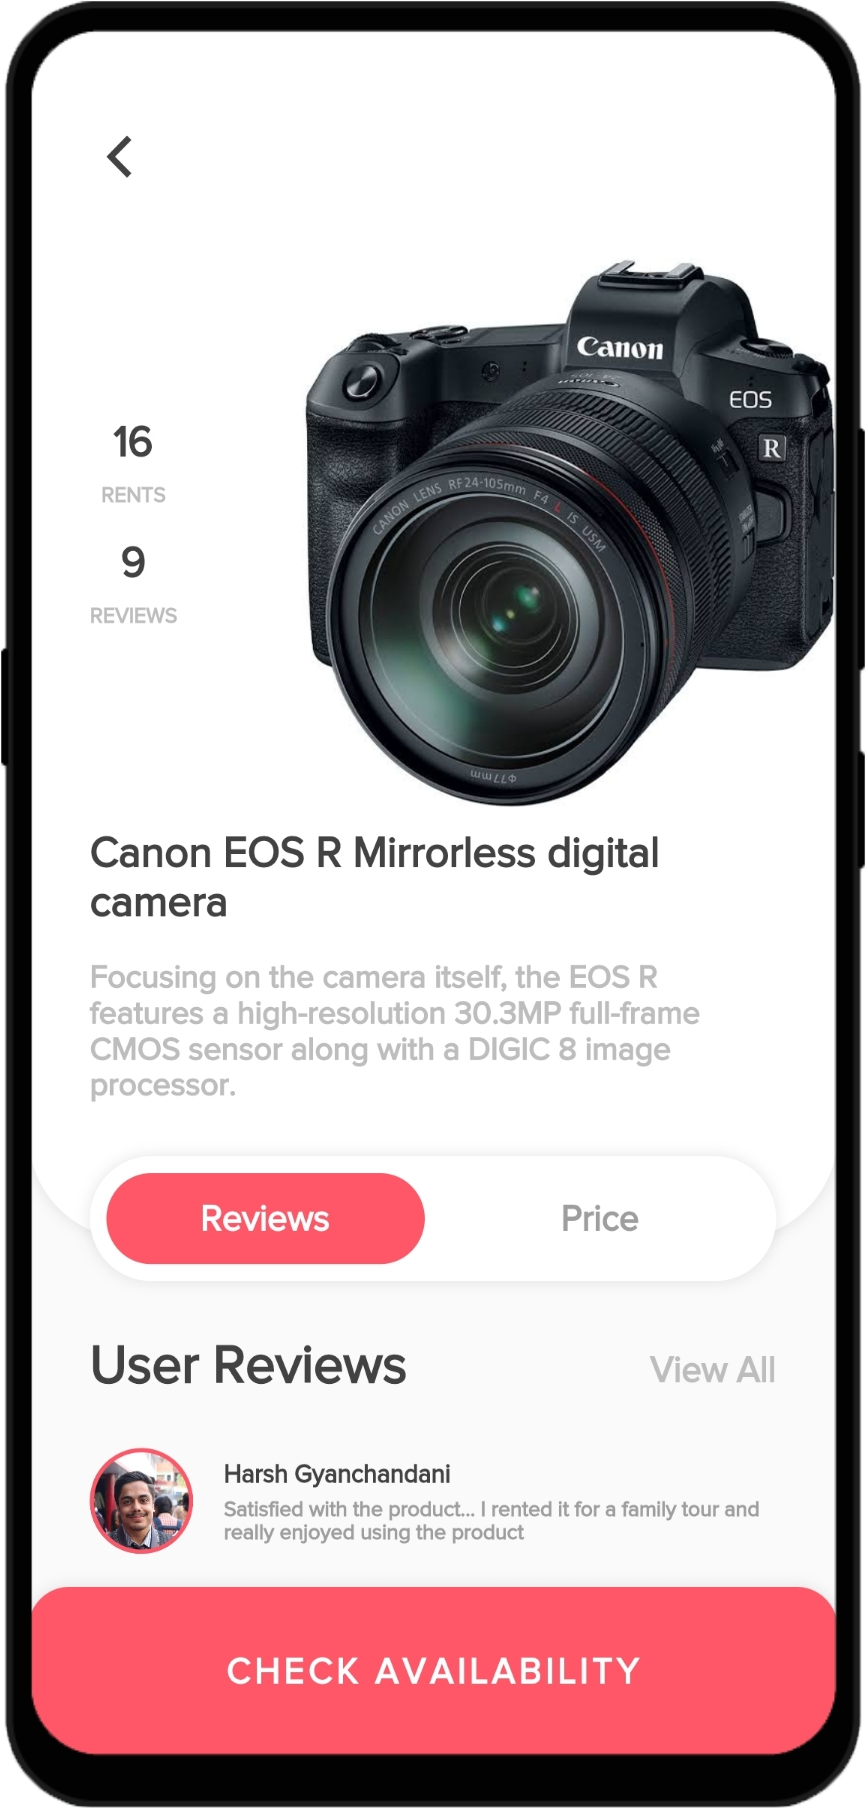 Canon
EOS
R
CANON LENS RF24-105mm F4 L IS USM
Φ77mm
16
RENTS
9
REVIEWS
Canon EOS R Mirrorless digital
camera
Focusing on the camera itself, the EOS R
features a high-resolution 30.3MP full-frame
CMOS sensor along with a DIGIC 8 image
processor.
Reviews
Price
User Reviews
View All
Harsh Gyanchandani
Satisfied with the product... I rented it for a family tour and
really enjoyed using the product
CHECK AVAILABILITY